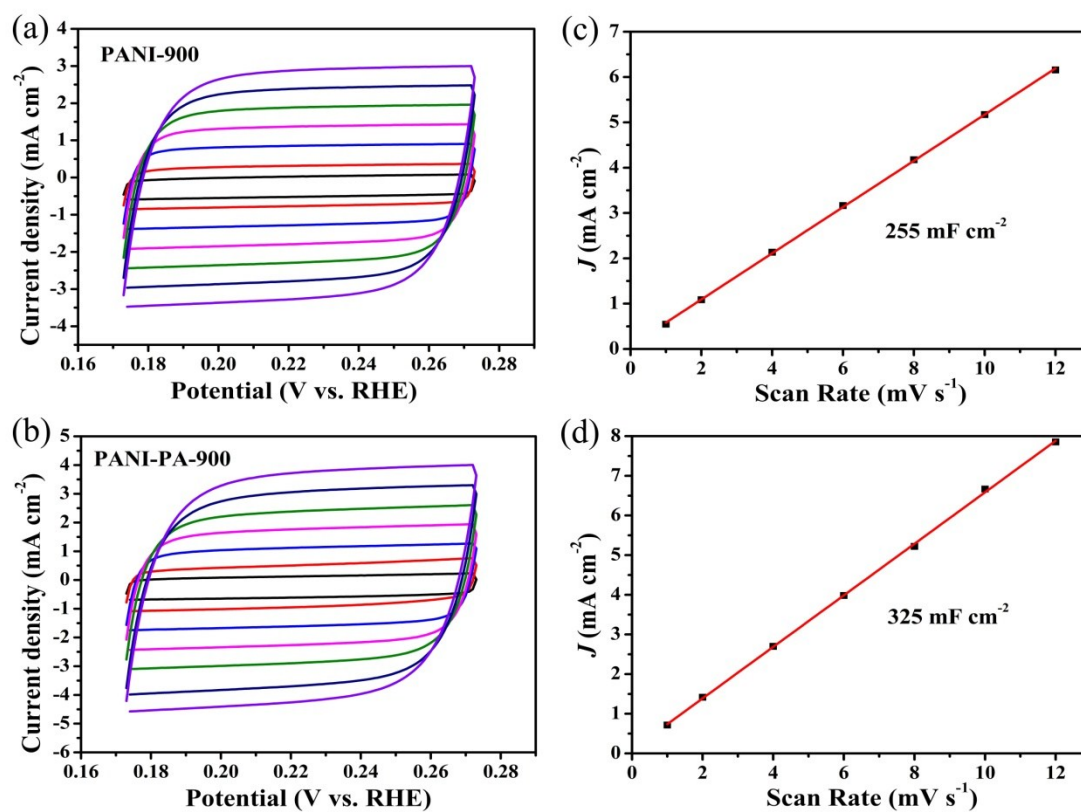 (a)
PANI-900
Current density (mA cm⁻²)
4
3
2
1
0
-1
-2
-3
-4
0.16 0.18 0.20 0.22 0.24 0.26 0.28
Potential (V vs. RHE)
(c)
J (mA cm⁻²)
7
6
5
4
3
2
1
0
255 mF cm⁻²
0 2 4 6 8 10 12
Scan Rate (mV s⁻¹)
(b)
PANI-PA-900
Current density (mA cm⁻²)
5
4
3
2
1
0
-1
-2
-3
-4
-5
-6
0.16 0.18 0.20 0.22 0.24 0.26 0.28
Potential (V vs. RHE)
(d)
J (mA cm⁻²)
8
7
6
5
4
3
2
1
0
325 mF cm⁻²
0 2 4 6 8 10 12
Scan Rate (mV s⁻¹)